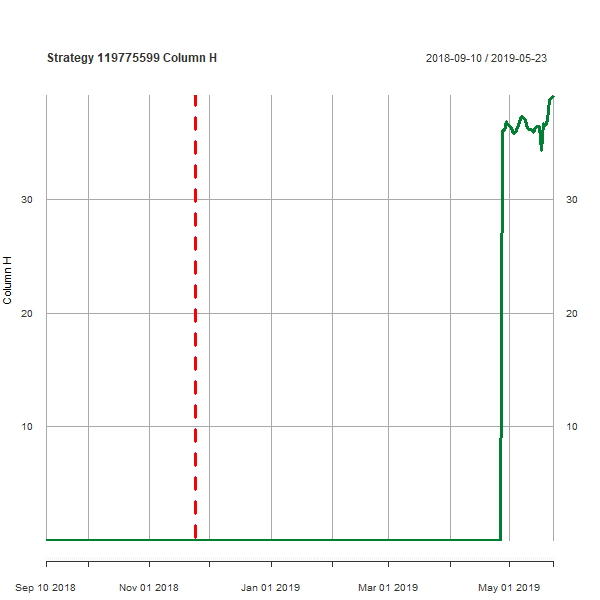 Strategy 119775599 Column H
2018-09-10 / 2019-05-23
30
30
Column H
20
20
10
10
Sep 10 2018
Nov 01 2018
Jan 01 2019
Mar 01 2019
May 01 2019